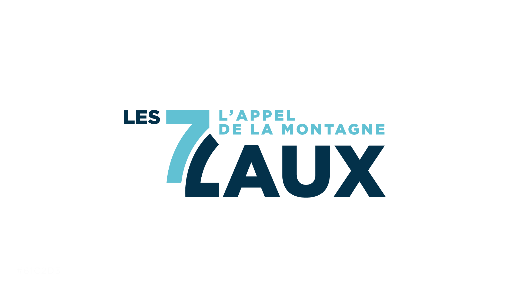 LES 7 L'APPEL
DE LA MONTAGNE
LAUX